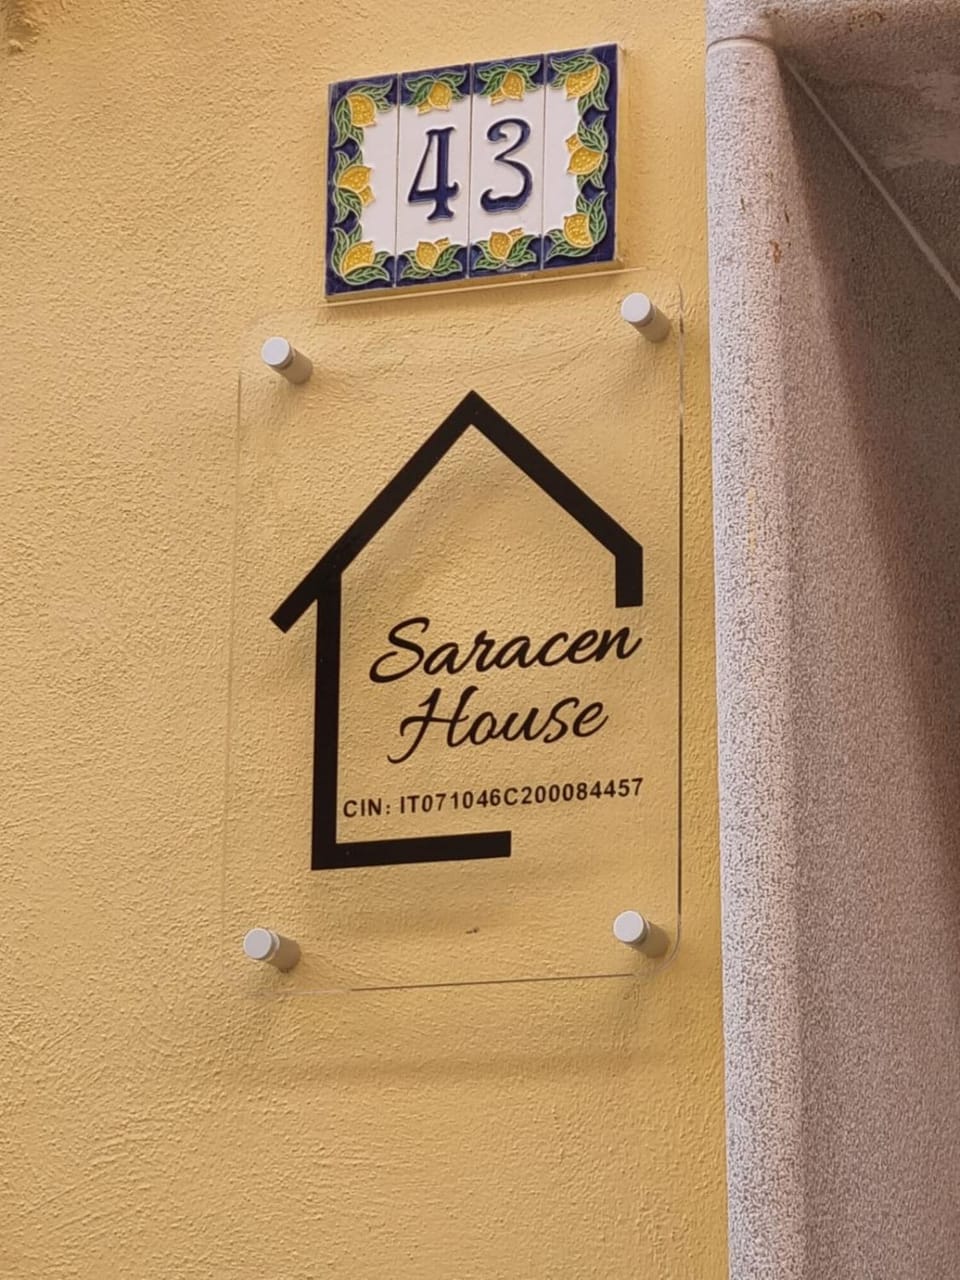 43
Saracen
House
CIN: IT071046C200084457